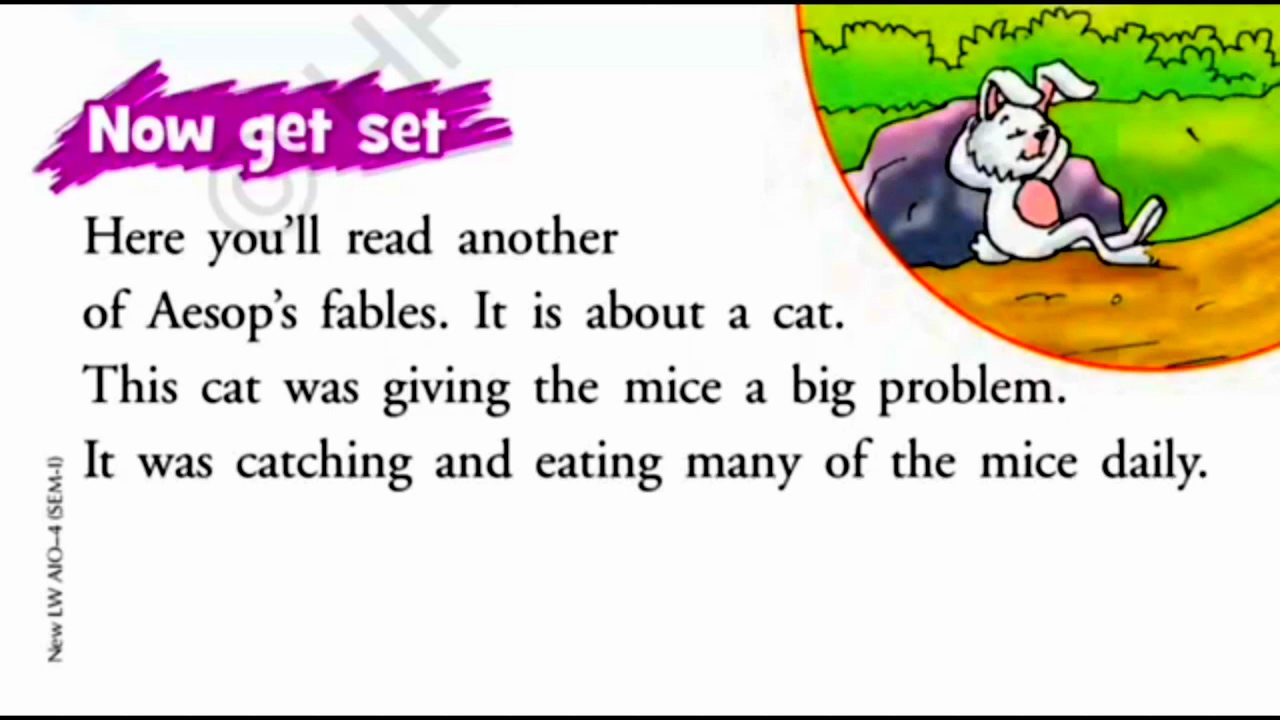 Now get set
Here you'll read another
of Aesop's fables. It is about a cat.
This cat was giving the mice a big problem.
It was catching and eating many of the mice daily.
New LW AIO–4 (SEM-I)